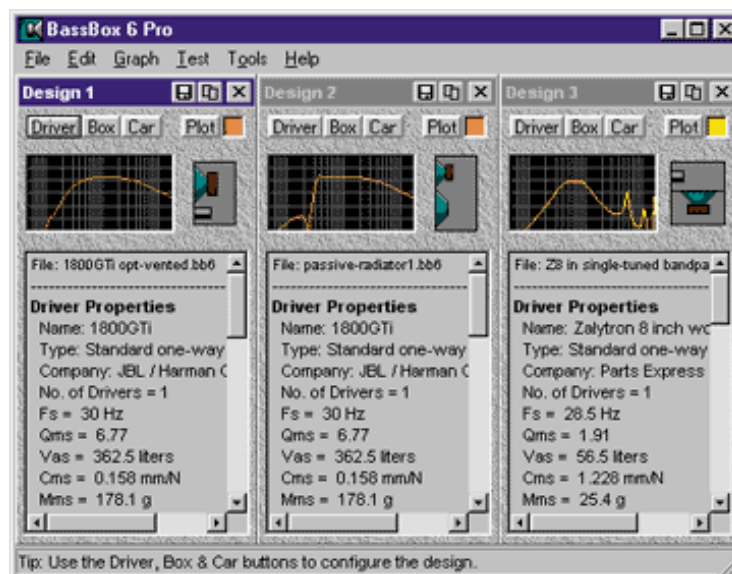 BassBox 6 Pro
File Edit Graph Test Tools Help
Design 1
Driver Box Car Plot
File: 1800GTi opt-vented.bb6
Driver Properties
Name: 1800GTi
Type: Standard one-way
Company: JBL / Harman C
No. of Drivers = 1
Fs = 30 Hz
Qms = 6.77
Vas = 362.5 liters
Cms = 0.158 mm/N
Mms = 178.1 g
Design 2
Driver Box Car Plot
File: passive-radiator1.bb6
Driver Properties
Name: 1800GTi
Type: Standard one-way
Company: JBL / Harman C
No. of Drivers = 1
Fs = 30 Hz
Qms = 6.77
Vas = 362.5 liters
Cms = 0.158 mm/N
Mms = 178.1 g
Design 3
Driver Box Car Plot
File: Z8 in single-tuned bandpa
Driver Properties
Name: Zalytron 8 inch wo
Type: Standard one-way
Company: Parts Express
No. of Drivers = 1
Fs = 28.5 Hz
Qms = 1.91
Vas = 56.5 liters
Cms = 1.228 mm/N
Mms = 25.4 g
Tip: Use the Driver, Box & Car buttons to configure the design.